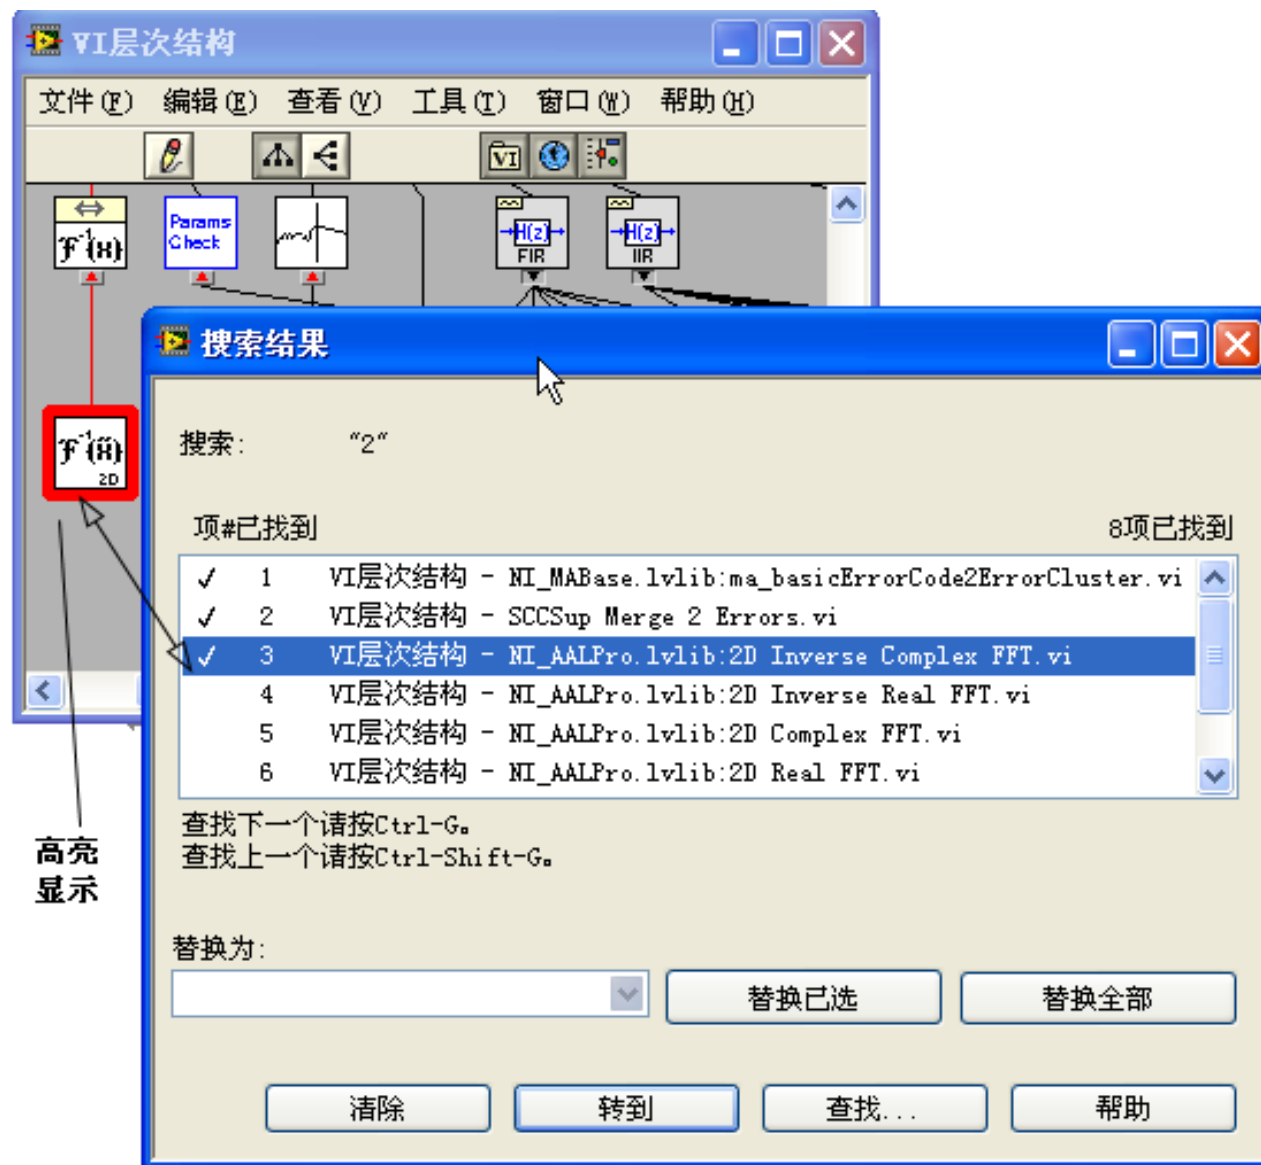 VI层次结构
文件(F) 编辑(E) 查看(V) 工具(T) 窗口(W) 帮助(H)
VI
F⁻¹{x}
Params
Check
H(z)
FIR
H(z)
IIR
搜索结果
F⁻¹{x}
2D
搜索: "2"
项#已找到 8项已找到
✓ 1 VI层次结构 - NI_MABase.lvlib:ma_basicErrorCode2ErrorCluster.vi
✓ 2 VI层次结构 - SCCSup Merge 2 Errors.vi
✓ 3 VI层次结构 - NI_AALPro.lvlib:2D Inverse Complex FFT.vi
4 VI层次结构 - NI_AALPro.lvlib:2D Inverse Real FFT.vi
5 VI层次结构 - NI_AALPro.lvlib:2D Complex FFT.vi
6 VI层次结构 - NI_AALPro.lvlib:2D Real FFT.vi
查找下一个请按Ctrl-G。
查找上一个请按Ctrl-Shift-G。
高亮
显示
替换为:
替换已选 替换全部
清除 转到 查找... 帮助